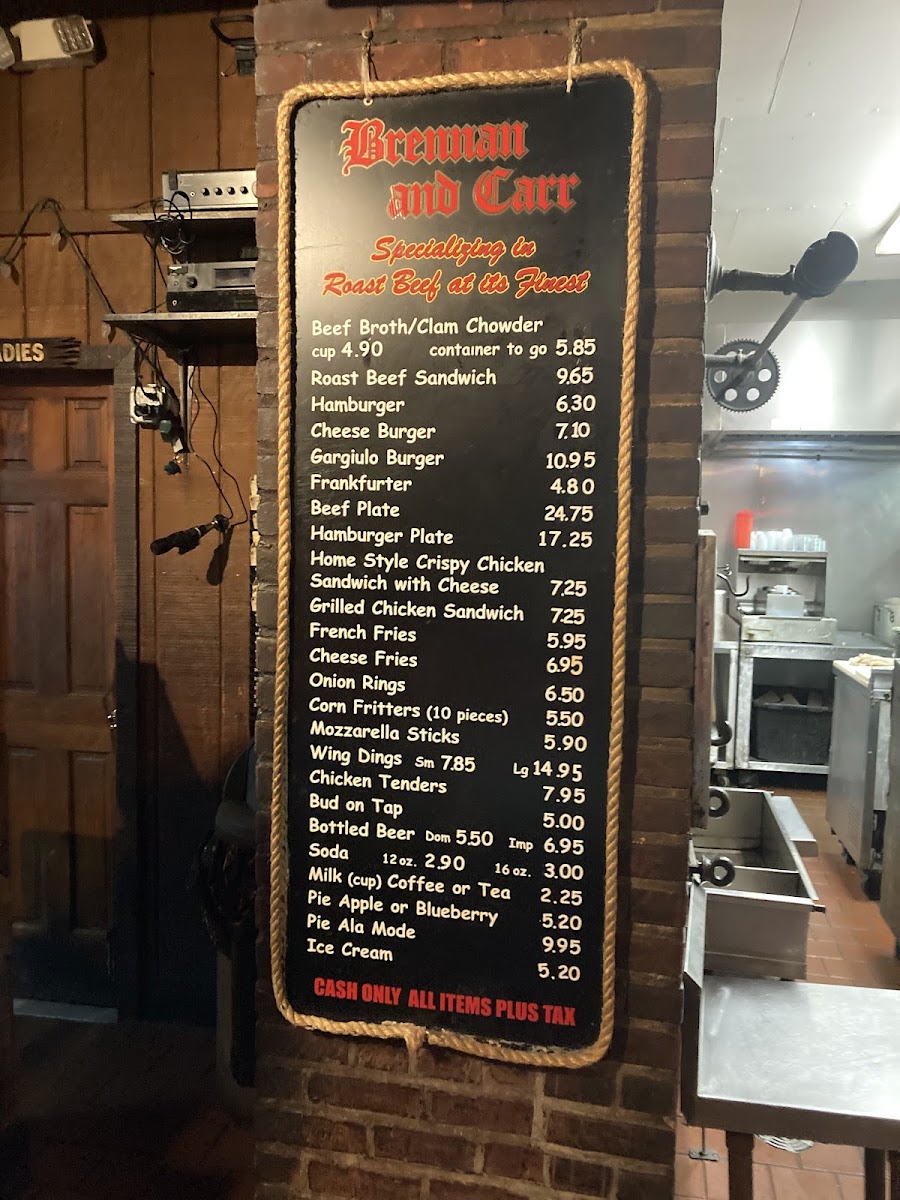 Brennan
and Carr
Specializing in
Roast Beef at its Finest
Beef Broth/Clam Chowder
cup 4.90 container to go 5.85
Roast Beef Sandwich 9.65
Hamburger 6.30
Cheese Burger 7.10
Gargiulo Burger 10.95
Frankfurter 4.80
Beef Plate 24.75
Hamburger Plate 17.25
Home Style Crispy Chicken
Sandwich with Cheese 7.25
Grilled Chicken Sandwich 7.25
French Fries 5.95
Cheese Fries 6.95
Onion Rings 6.50
Corn Fritters (10 pieces) 5.50
Mozzarella Sticks 5.90
Wing Dings Sm 7.85 Lg 14.95
Chicken Tenders 7.95
Bud on Tap 5.00
Bottled Beer Dom 5.50 Imp 6.95
Soda 12 oz. 2.90 16 oz. 3.00
Milk (cup) Coffee or Tea 2.25
Pie Apple or Blueberry 5.20
Pie Ala Mode 9.95
Ice Cream 5.20
CASH ONLY ALL ITEMS PLUS TAX
ADIES